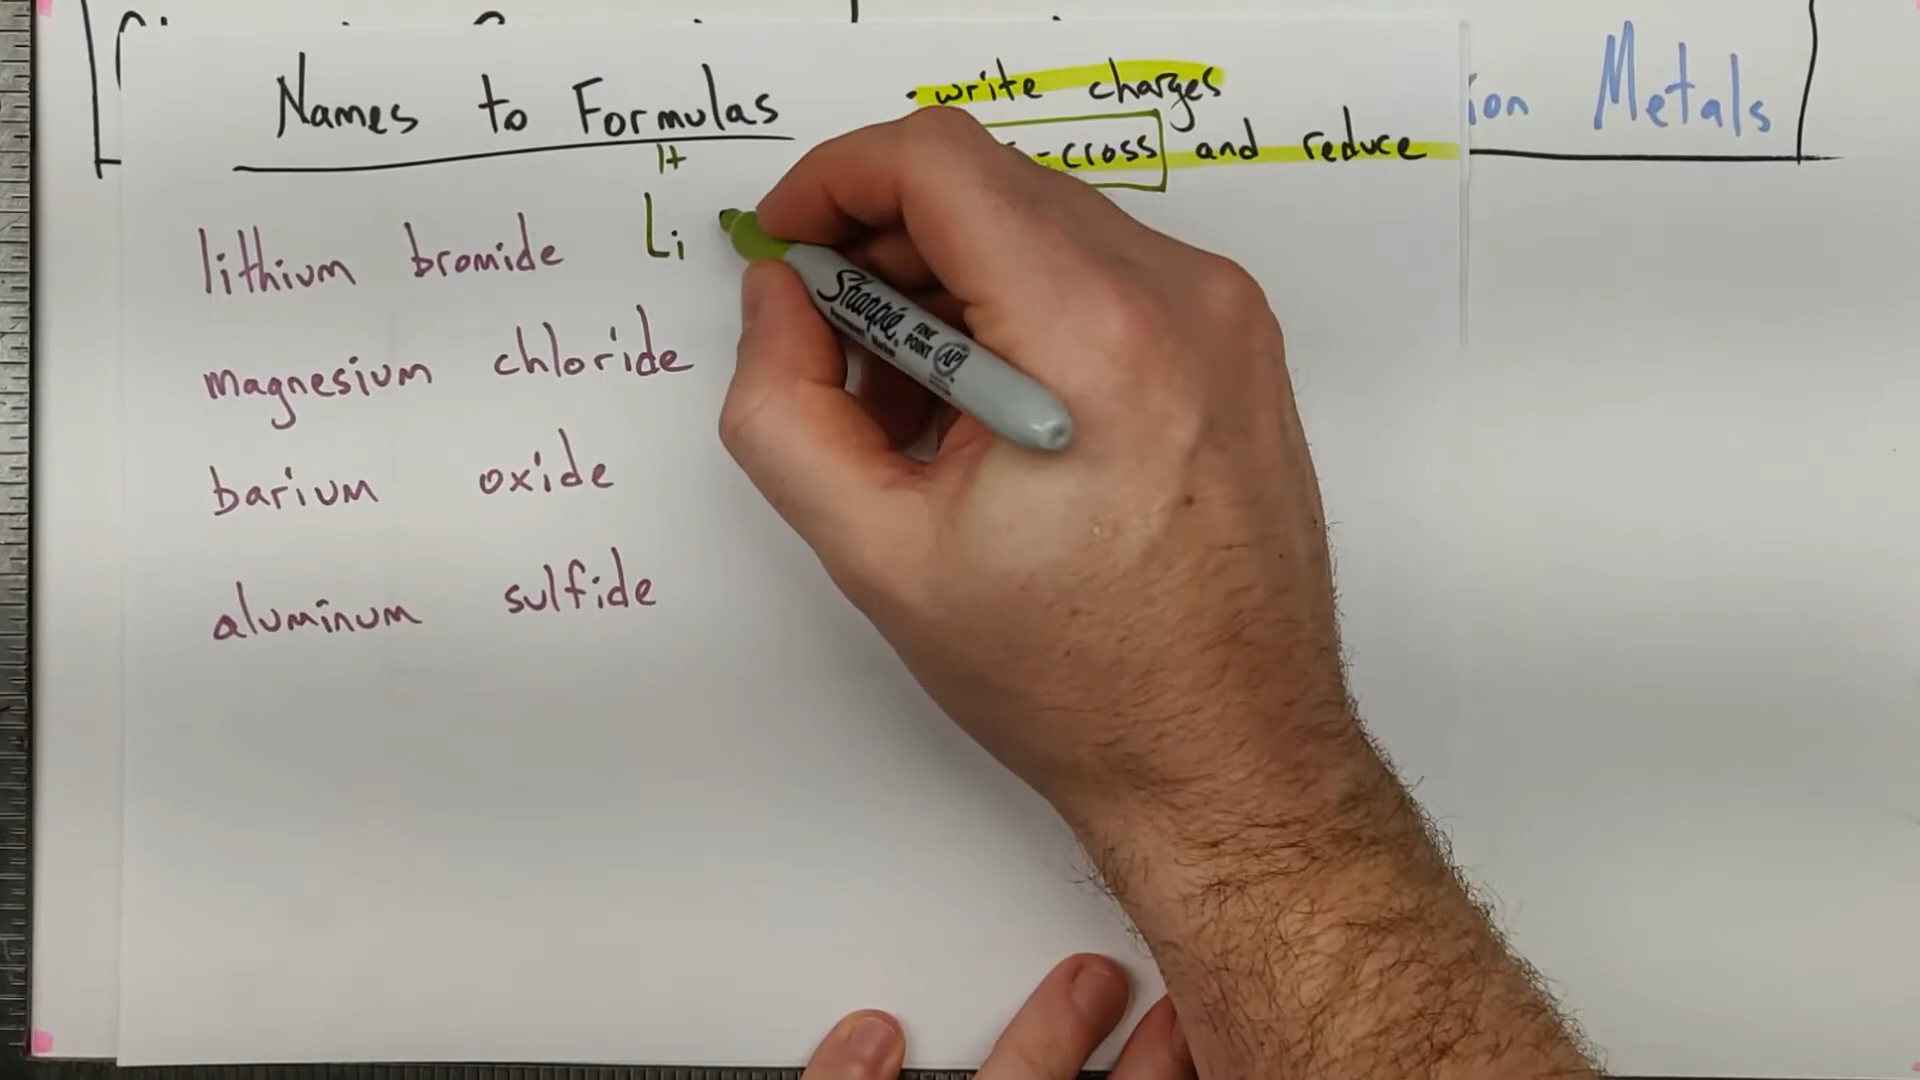 Names to Formulas
• write charges
-cross and reduce
ion Metals
1+
lithium bromide Li
magnesium chloride
barium oxide
aluminum sulfide
Sharpie
FINE POINT
AP